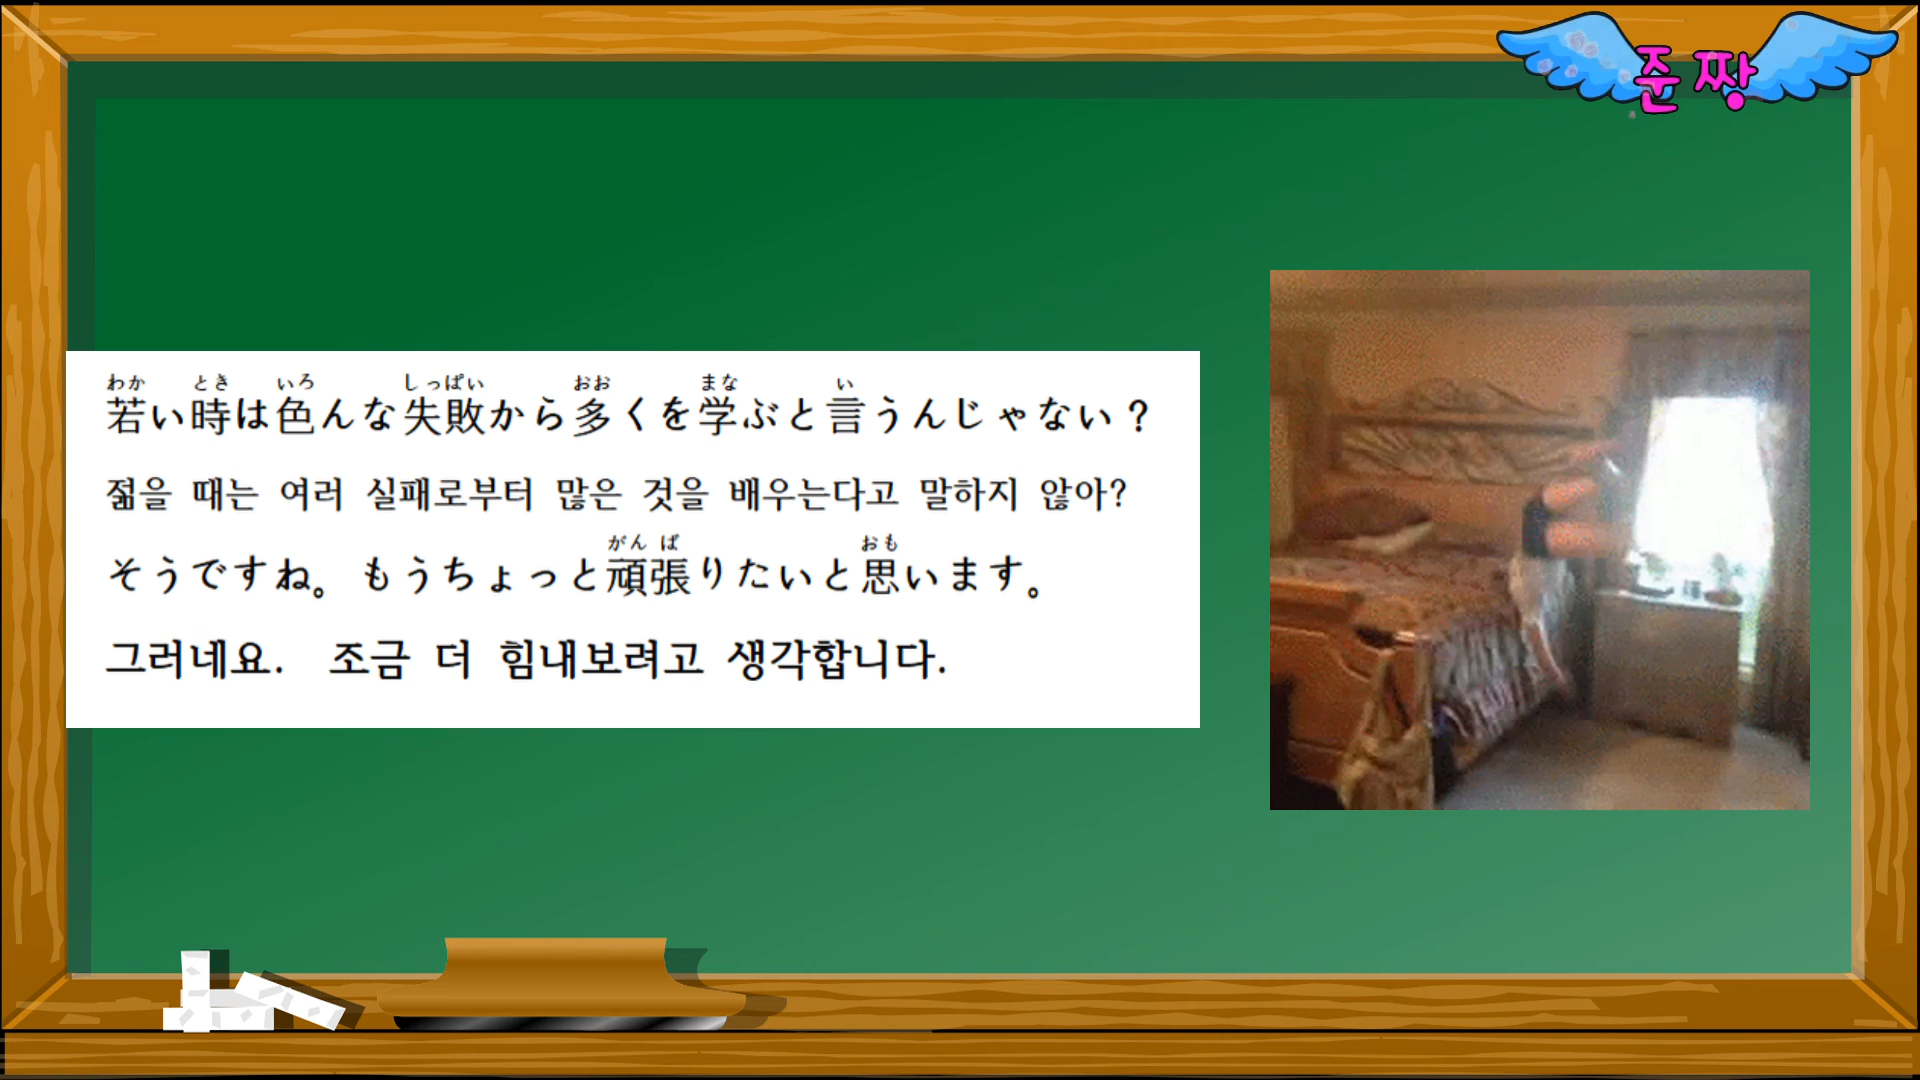 준짱
わか とき いろ しっぱい おお まな い
若い時は色んな失敗から多くを学ぶと言うんじゃない？
젊을 때는 여러 실패로부터 많은 것을 배우는다고 말하지 않아?
がん ば おも
そうですね。もうちょっと頑張りたいと思います。
그러네요. 조금 더 힘내보려고 생각합니다.